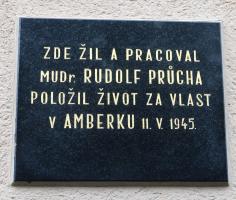 ZDE ŽIL A PRACOVAL
MUDr. RUDOLF PRŮCHA
POLOŽIL ŽIVOT ZA VLAST
V AMBERKU 11. V. 1945.